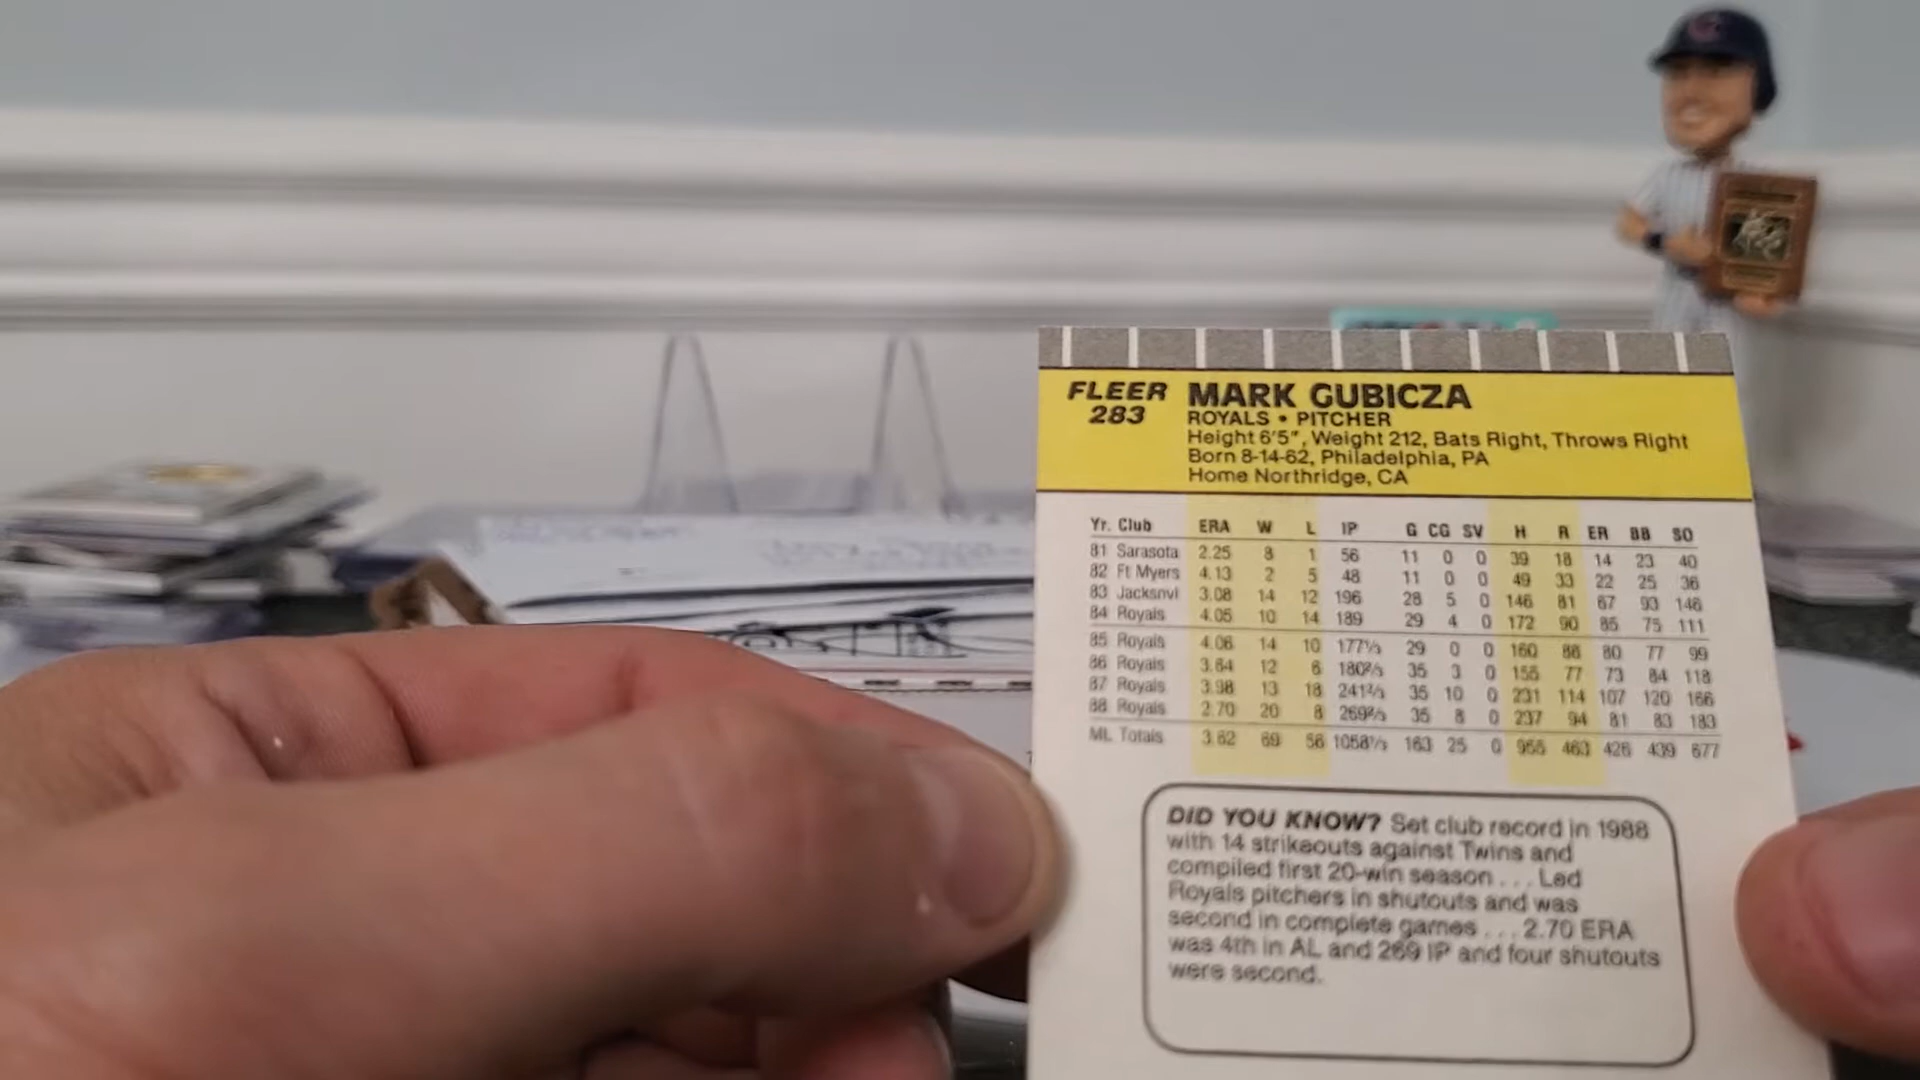 FLEER
283
MARK GUBICZA
ROYALS • PITCHER
Height 6'5", Weight 212, Bats Right, Throws Right
Born 8-14-62, Philadelphia, PA
Home Northridge, CA
Yr. Club ERA W L IP G CG SV H R ER BB SO
81 Sarasota 2.25 8 1 56 11 0 0 39 18 14 23 40
82 Ft Myers 4.13 2 5 48 11 0 0 49 33 22 25 36
83 Jacksnvl 3.08 14 12 196 28 5 0 146 81 67 93 146
84 Royals 4.05 10 14 189 29 4 0 172 90 85 75 111
85 Royals 4.06 14 10 177⅓ 29 0 0 160 88 80 77 99
86 Royals 3.64 12 6 180⅔ 35 3 0 155 77 73 84 118
87 Royals 3.98 13 18 241⅔ 35 10 0 231 114 107 120 166
88 Royals 2.70 20 8 269⅔ 35 8 0 237 94 81 83 183
ML Totals 3.62 69 56 1058⅓ 163 25 0 955 463 426 439 677
DID YOU KNOW? Set club record in 1988
with 14 strikeouts against Twins and
compiled first 20-win season . . . Led
Royals pitchers in shutouts and was
second in complete games . . . 2.70 ERA
was 4th in AL and 269 IP and four shutouts
were second.